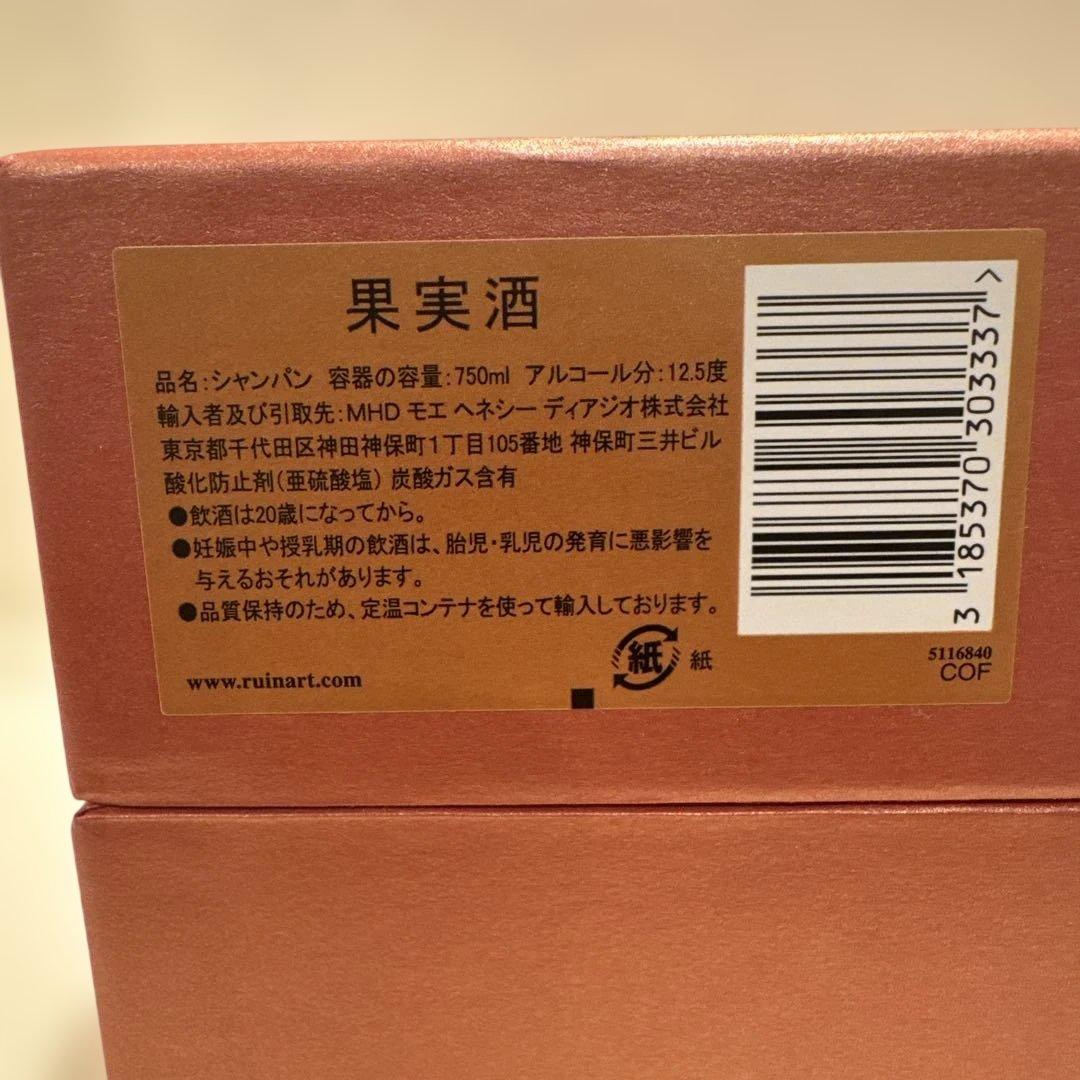 果実酒
品名:シャンパン 容器の容量:750ml アルコール分:12.5度
輸入者及び引取先:MHD モエ ヘネシー ディアジオ株式会社
東京都千代田区神田神保町1丁目105番地 神保町三井ビル
酸化防止剤(亜硫酸塩) 炭酸ガス含有
●飲酒は20歳になってから。
●妊娠中や授乳期の飲酒は、胎児・乳児の発育に悪影響を
与えるおそれがあります。
●品質保持のため、定温コンテナを使って輸入しております。
紙 紙
www.ruinart.com
3 185370 303337 >
5116840
COF